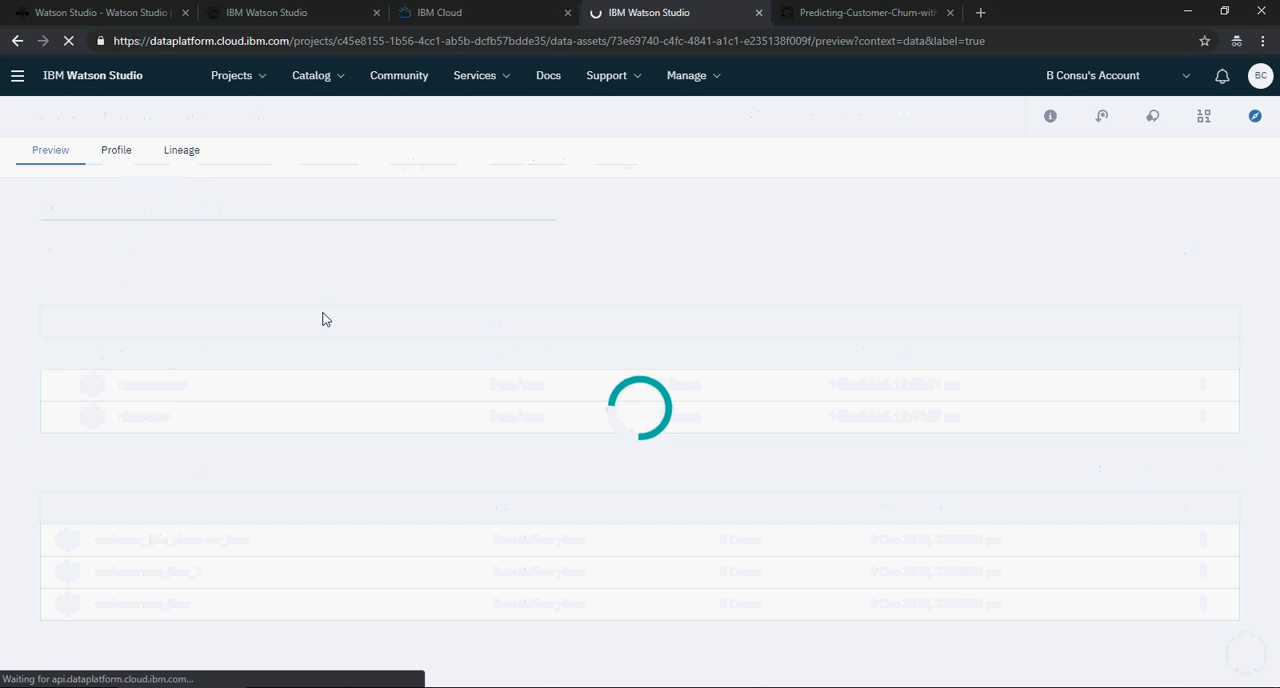 Watson Studio - Watson Studio
IBM Watson Studio
IBM Cloud
IBM Watson Studio
Predicting-Customer-Churn-with
https://dataplatform.cloud.ibm.com/projects/c45e8155-1b56-4cc1-ab5b-dcfb57bdde35/data-assets/73e69740-c4fc-4841-a1c1-e235138f009f/preview?context=data&label=true
IBM Watson Studio
Projects
Catalog
Community
Services
Docs
Support
Manage
B Consu's Account
BC
Preview
Profile
Lineage
Waiting for api.dataplatform.cloud.ibm.com...